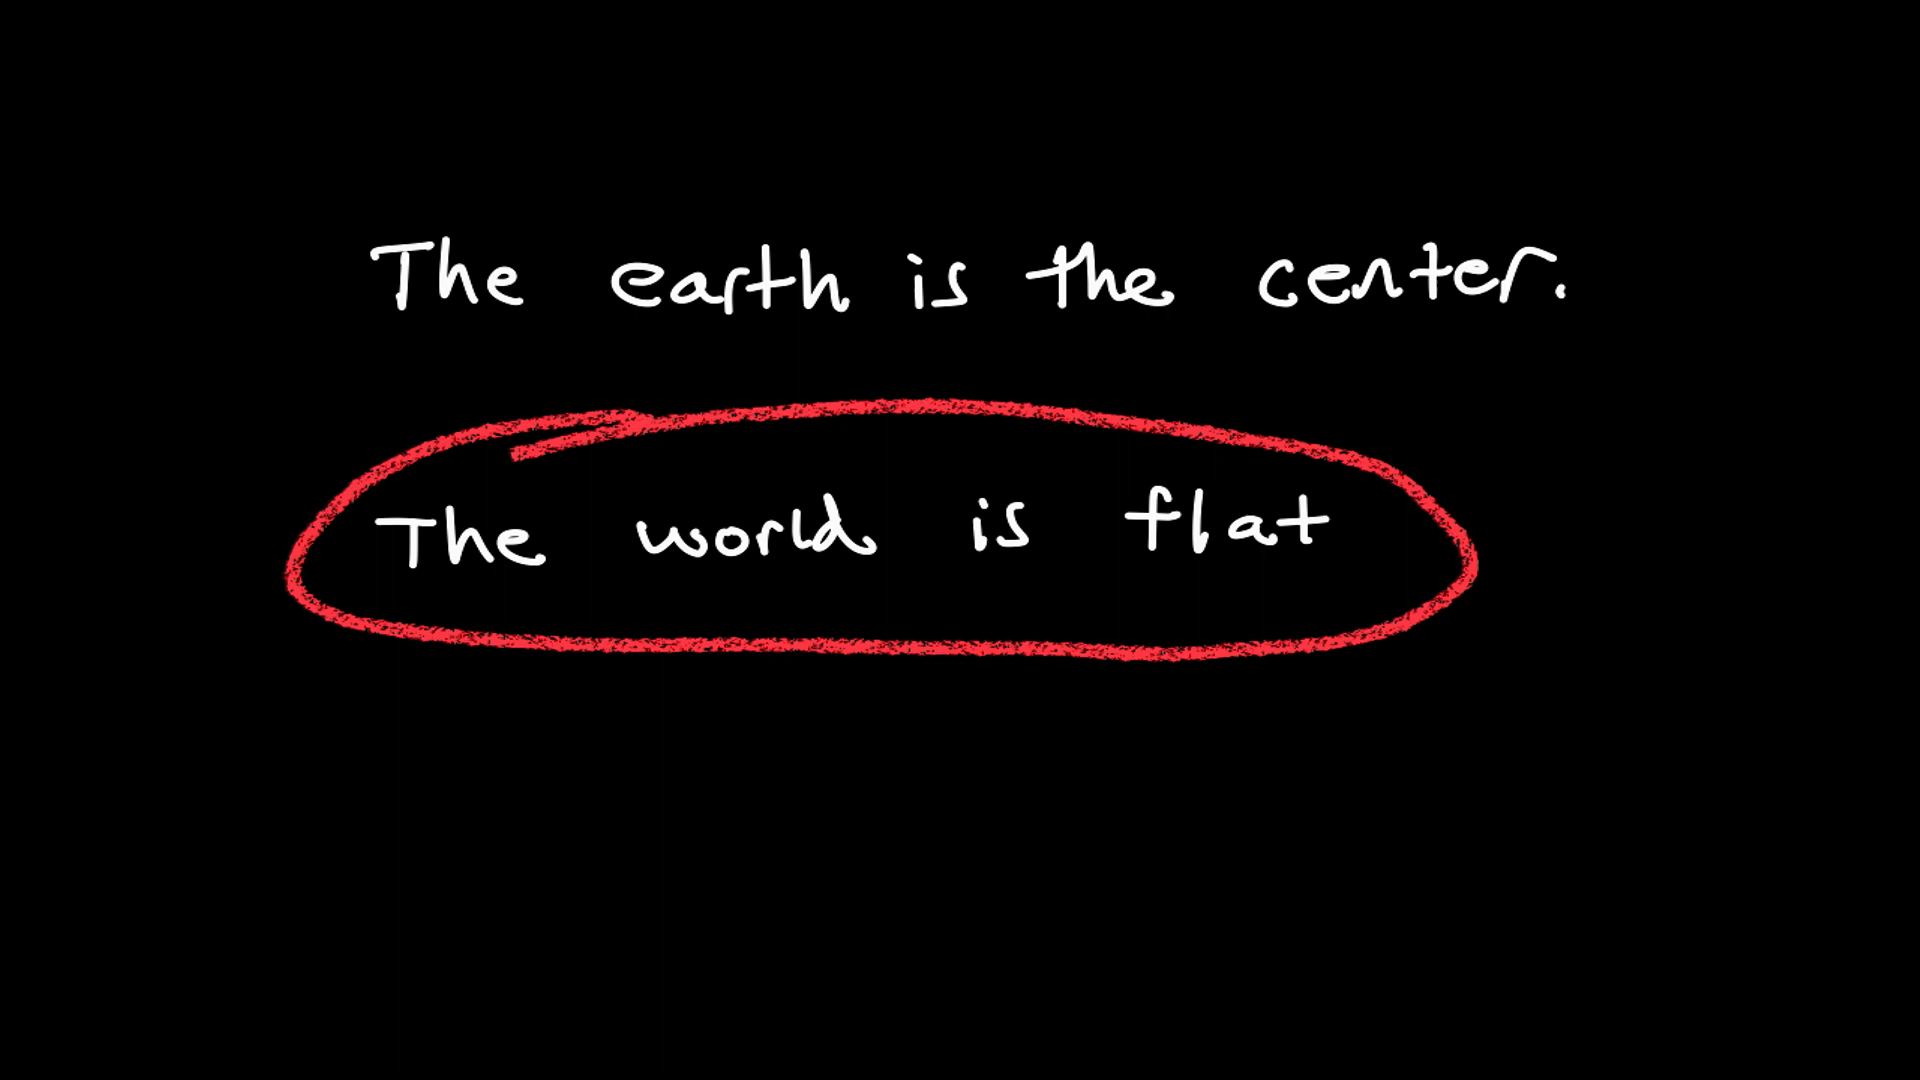 The earth is the center.
The world is flat